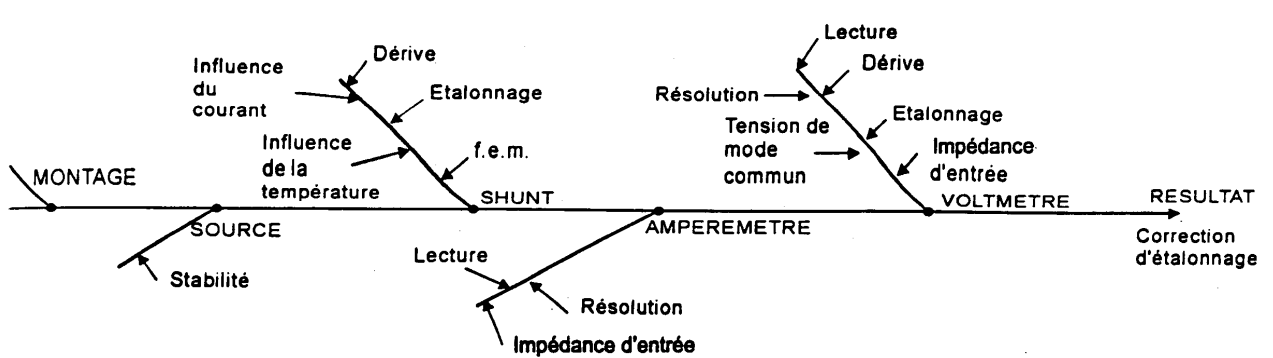 Lecture
Dérive
Dérive
Influence
du
courant
Résolution
Etalonnage
Etalonnage
Tension de
mode
commun
Influence
de la
température
f.e.m.
Impédance
d'entrée
MONTAGE
SHUNT
VOLTMETRE
RESULTAT
SOURCE
AMPEREMETRE
Correction
d'étalonnage
Lecture
Stabilité
Résolution
Impédance d'entrée